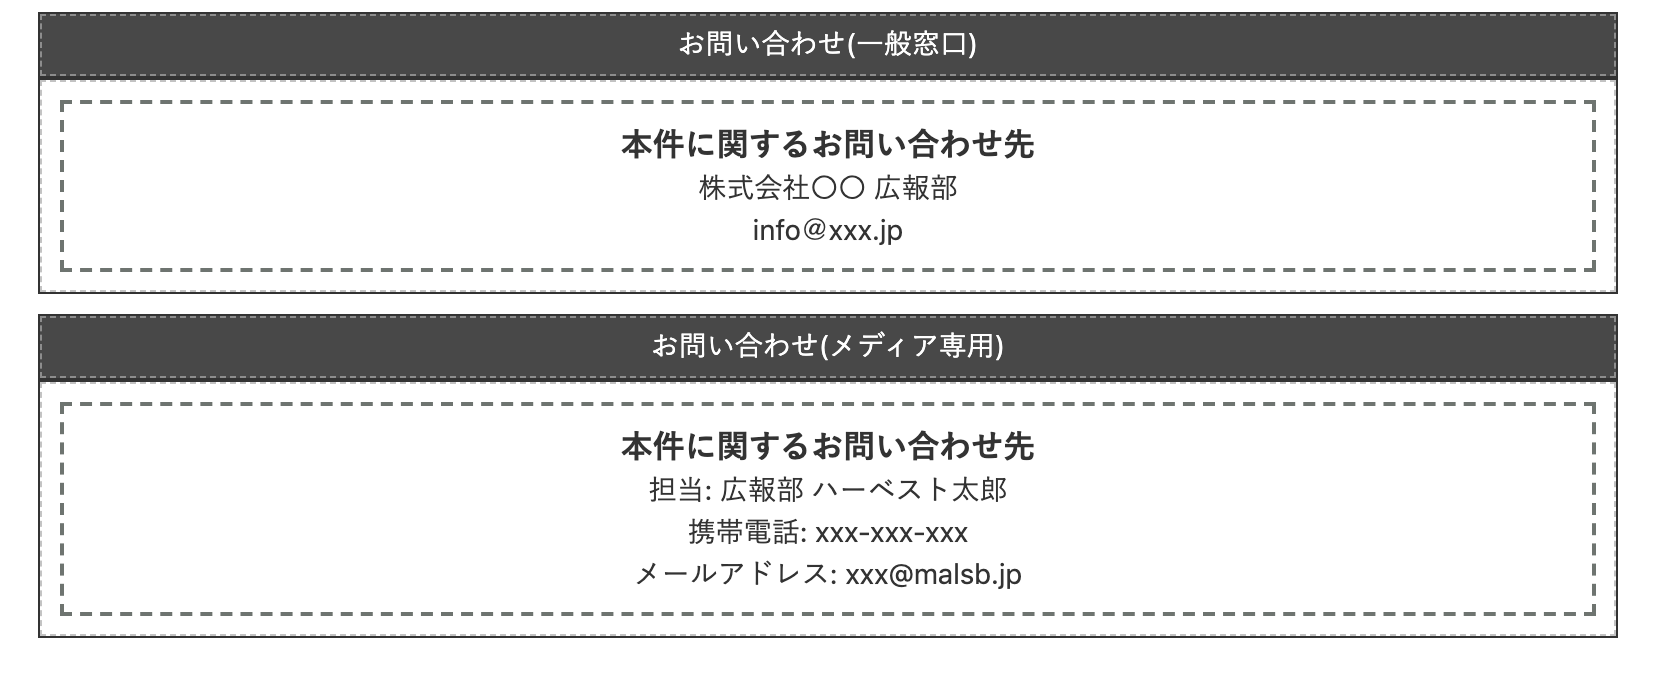 お問い合わせ(一般窓口)
本件に関するお問い合わせ先
株式会社〇〇 広報部
info＠xxx.jp
お問い合わせ(メディア専用)
本件に関するお問い合わせ先
担当: 広報部 ハーベスト太郎
携帯電話: xxx-xxx-xxx
メールアドレス: xxx@malsb.jp